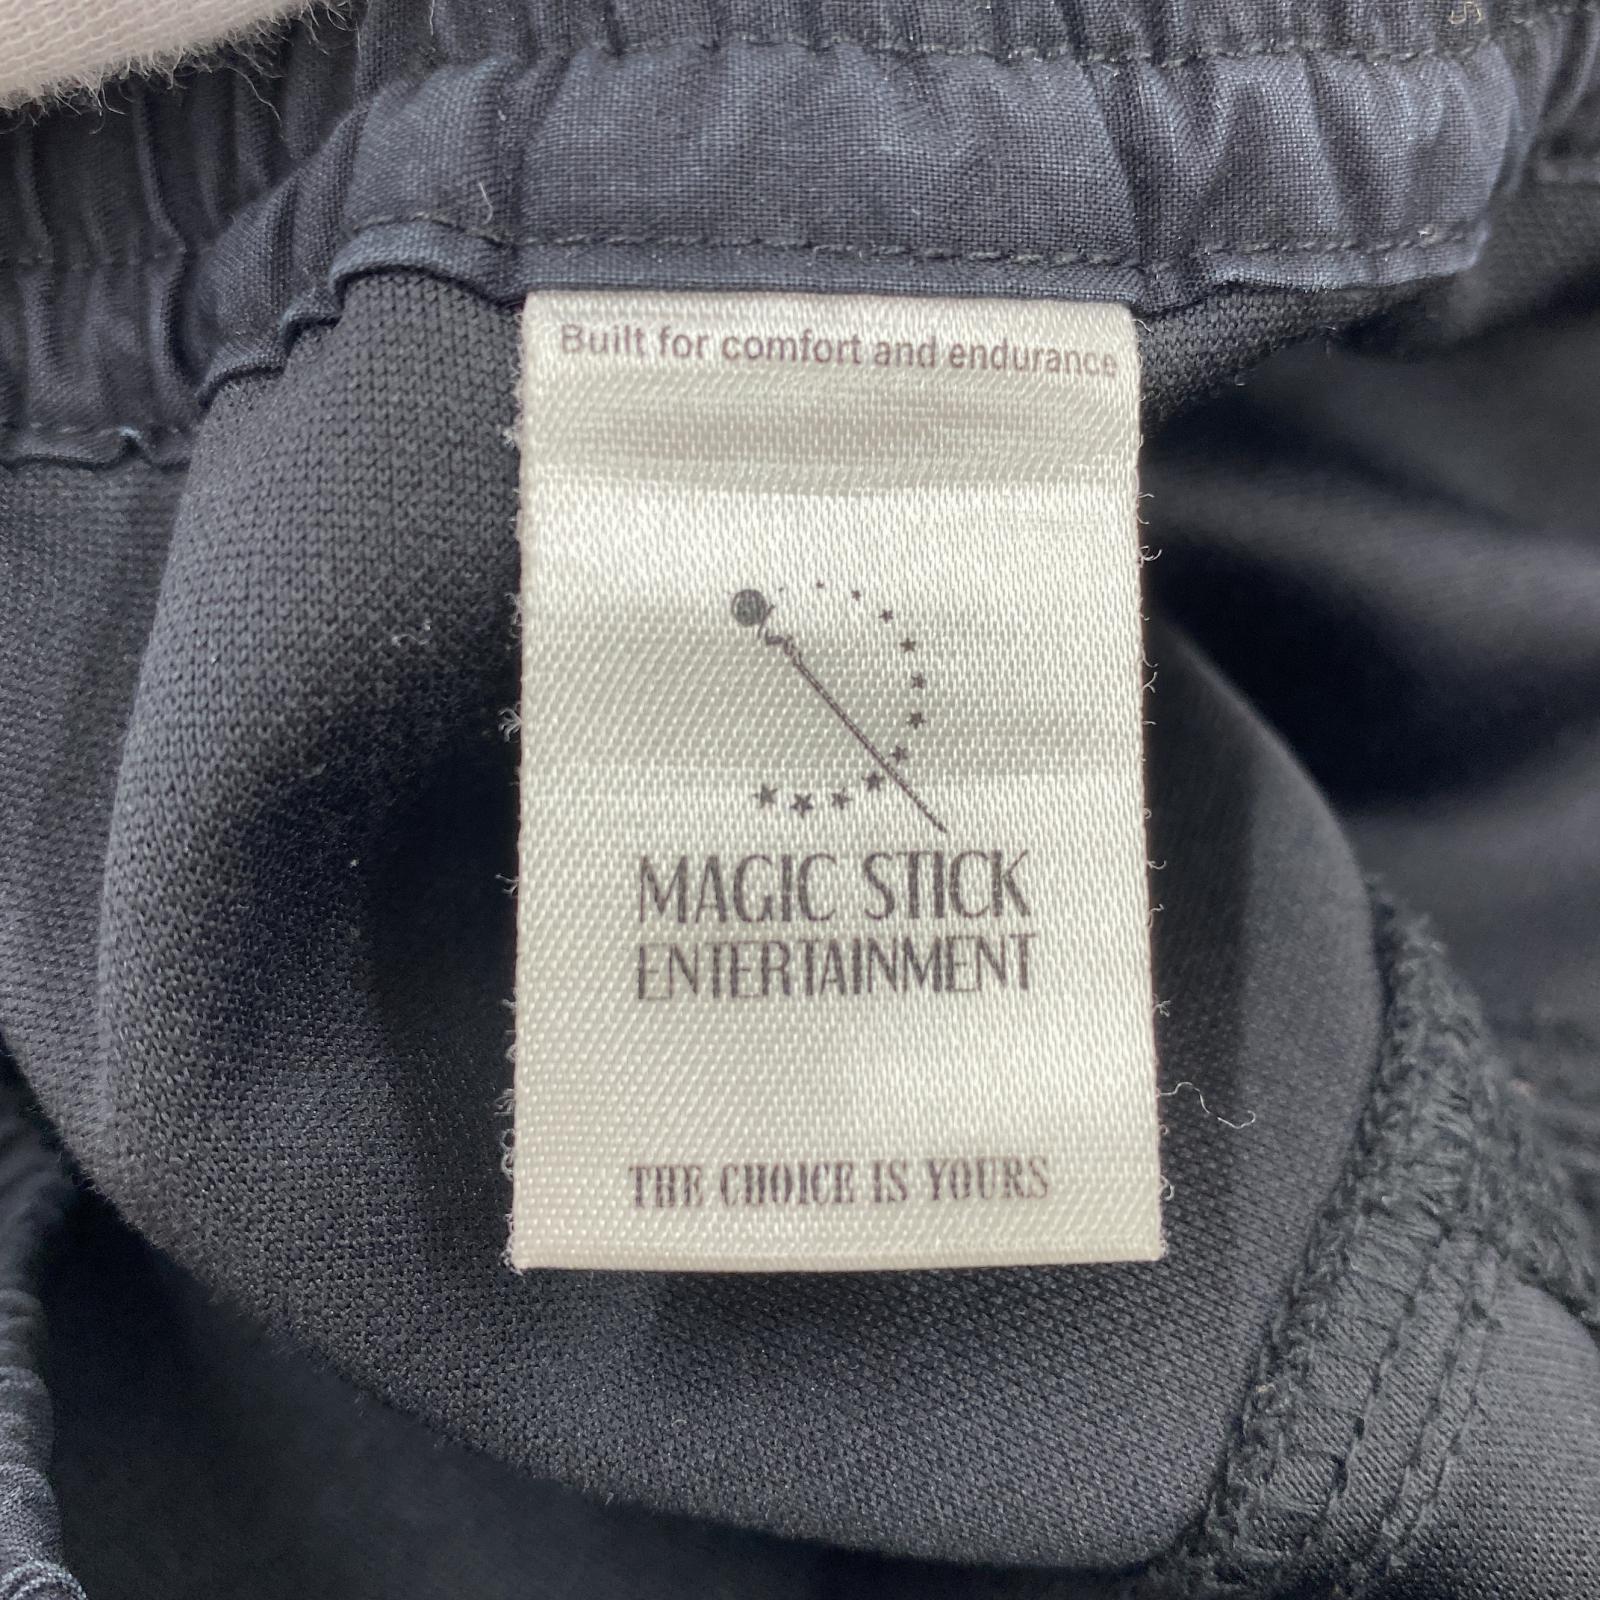 Built for comfort and endurance
MAGIC STICK
ENTERTAINMENT
THE CHOICE IS YOURS